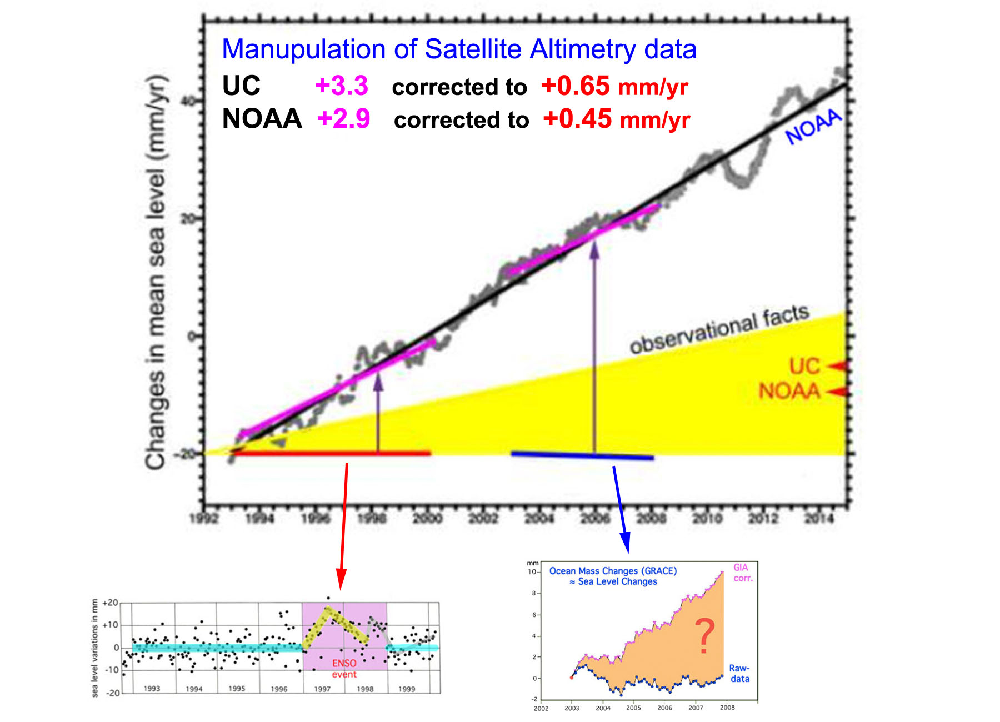 Manupulation of Satellite Altimetry data
UC +3.3 corrected to +0.65 mm/yr
NOAA +2.9 corrected to +0.45 mm/yr
Changes in mean sea level (mm/yr)
40
20
0
-20
NOAA
observational facts
UC
NOAA
1992 1994 1996 1998 2000 2002 2004 2006 2008 2010 2012 2014
sea level variations in mm
+20
+10
0
-10
-20
ENSO
event
1993 1994 1995 1996 1997 1998 1999
mm
10
8
6
4
2
0
-2
Ocean Mass Changes (GRACE)
≈ Sea Level Changes
GIA
corr.
?
Raw-
data
2002 2003 2004 2005 2006 2007 2008